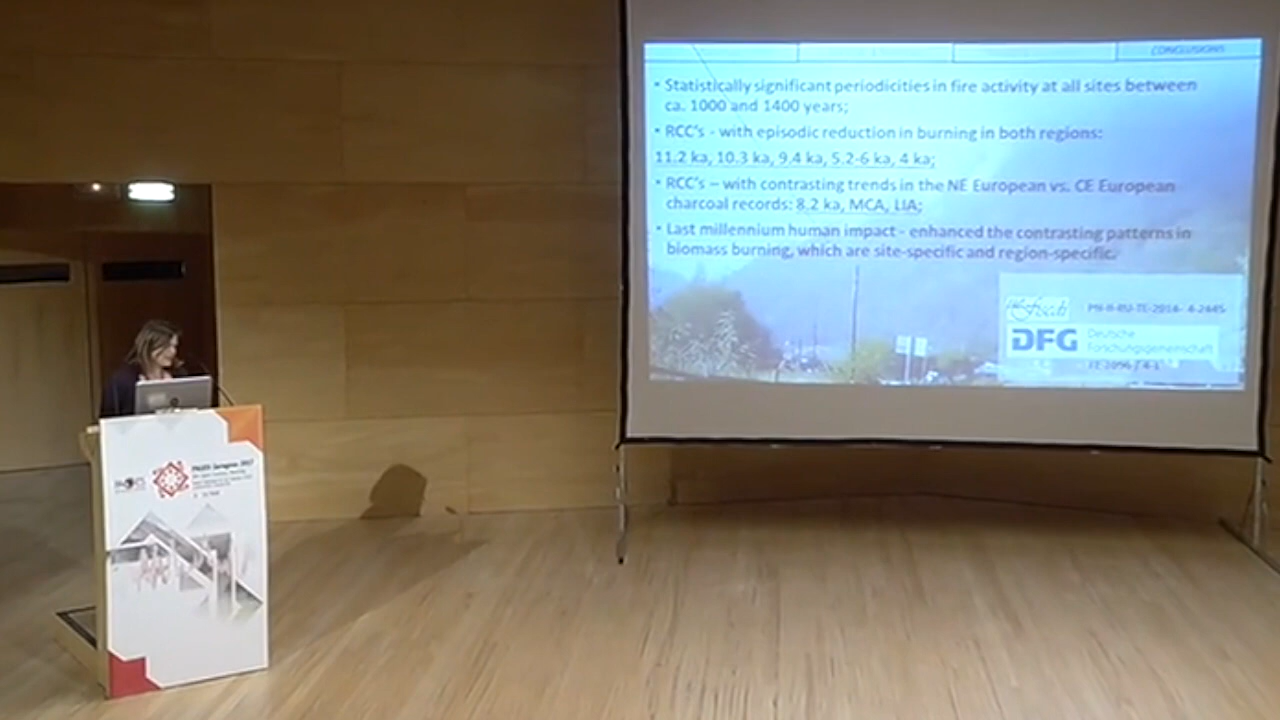 CONCLUSIONS
• Statistically significant periodicities in fire activity at all sites between
ca. 1000 and 1400 years;
• RCC's - with episodic reduction in burning in both regions:
11.2 ka, 10.3 ka, 9.4 ka, 5.2-6 ka, 4 ka;
• RCC's – with contrasting trends in the NE European vs. CE European
charcoal records: 8.2 ka, MCA, LIA;
• Last millennium human impact - enhanced the contrasting patterns in
biomass burning, which are site-specific and region-specific.
DFG Deutsche
Forschungsgemeinschaft
PAGES
PAGES Zaragoza 2017